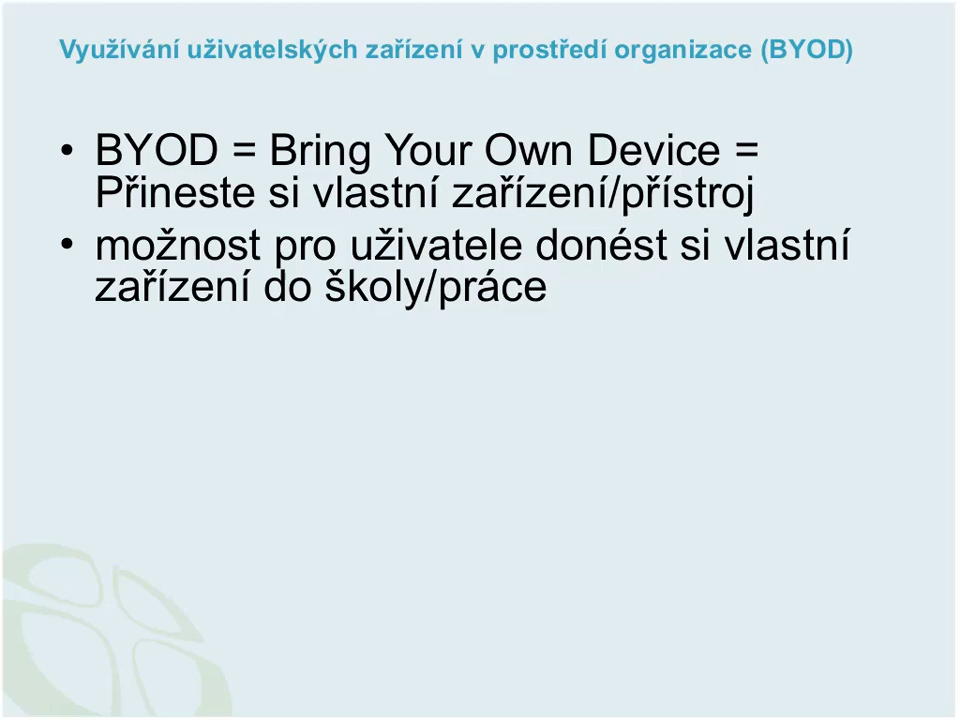 Využívání uživatelských zařízení v prostředí organizace (BYOD)
• BYOD = Bring Your Own Device =
Přineste si vlastní zařízení/přístroj
• možnost pro uživatele donést si vlastní
zařízení do školy/práce